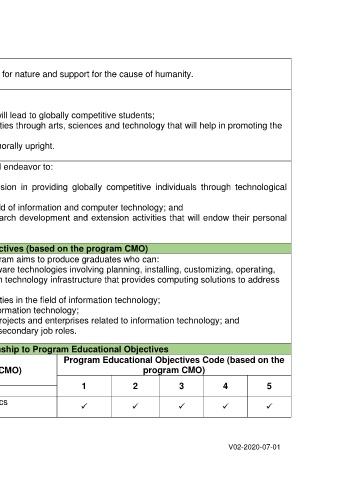 for nature and support for the cause of humanity.
will lead to globally competitive students;
ties through arts, sciences and technology that will help in promoting the
norally upright.
endeavor to:
sion in providing globally competitive individuals through technological
ld of information and computer technology; and
arch development and extension activities that will endow their personal
ctives (based on the program CMO)
ram aims to produce graduates who can:
ware technologies involving planning, installing, customizing, operating,
n technology infrastructure that provides computing solutions to address
ties in the field of information technology;
ormation technology;
rojects and enterprises related to information technology; and
secondary job roles.
nship to Program Educational Objectives
CMO)
Program Educational Objectives Code (based on the
program CMO)
1 2 3 4 5
cs ✓ ✓ ✓ ✓ ✓
V02-2020-07-01